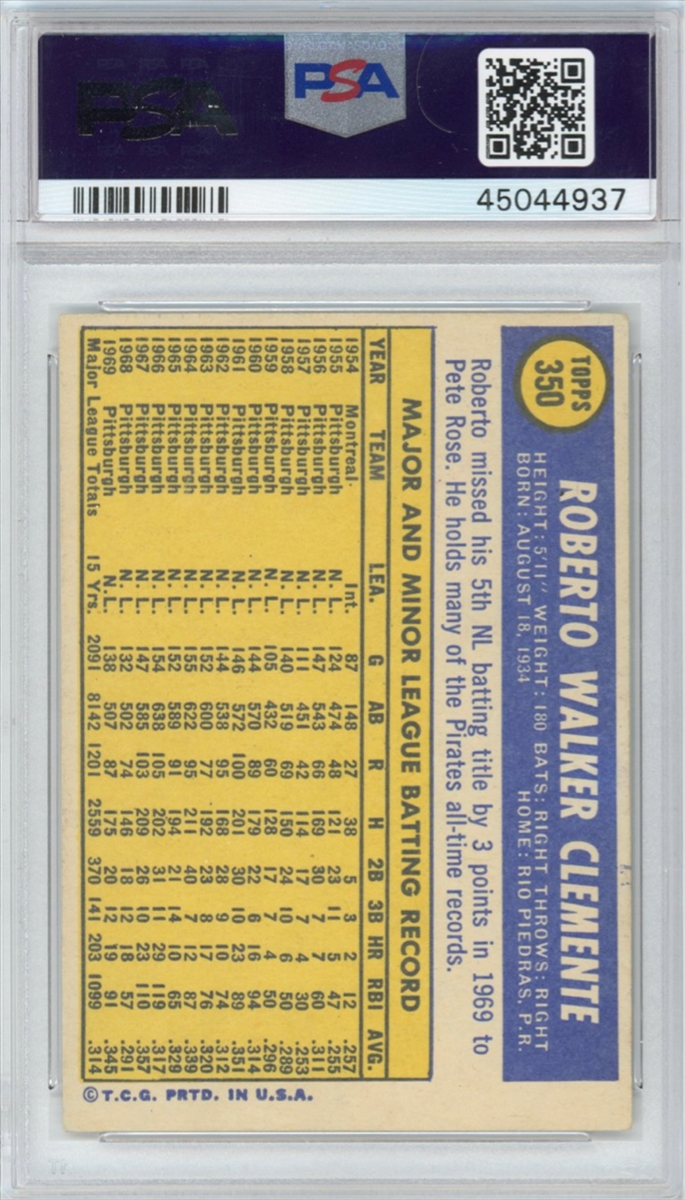 PSA
PSA
45044937
TOPPS
350
ROBERTO WALKER CLEMENTE
HEIGHT: 5'11" WEIGHT: 180 BATS: RIGHT THROWS: RIGHT
BORN: AUGUST 18, 1934 HOME: RIO PIEDRAS, P.R.
Roberto missed his 5th NL batting title by 3 points in 1969 to
Pete Rose. He holds many of the Pirates all-time records.
MAJOR AND MINOR LEAGUE BATTING RECORD
YEAR TEAM LEA. G AB R H 2B 3B HR RBI AVG.
1954 Montreal Int. 87 148 27 38 5 3 2 12 .257
1955 Pittsburgh N.L. 124 474 48 121 23 11 5 47 .255
1956 Pittsburgh N.L. 147 543 66 169 30 7 7 60 .311
1957 Pittsburgh N.L. 111 451 42 114 17 7 4 30 .253
1958 Pittsburgh N.L. 140 519 69 150 24 10 6 50 .289
1959 Pittsburgh N.L. 105 432 60 128 17 7 4 50 .296
1960 Pittsburgh N.L. 144 570 89 179 22 6 16 94 .314
1961 Pittsburgh N.L. 146 572 100 201 30 10 23 89 .351
1962 Pittsburgh N.L. 144 538 95 168 28 9 10 74 .312
1963 Pittsburgh N.L. 152 600 77 192 23 8 17 76 .320
1964 Pittsburgh N.L. 155 622 95 211 40 7 12 87 .339
1965 Pittsburgh N.L. 152 589 91 194 21 14 10 65 .329
1966 Pittsburgh N.L. 154 638 105 202 31 11 29 119 .317
1967 Pittsburgh N.L. 147 585 103 209 26 10 23 110 .357
1968 Pittsburgh N.L. 132 502 74 146 18 12 18 57 .291
1969 Pittsburgh N.L. 138 507 87 175 20 12 19 91 .345
Major League Totals 15 Yrs. 2091 8142 1201 2559 370 141 203 1099 .314
©T.C.G. PRTD. IN U.S.A.